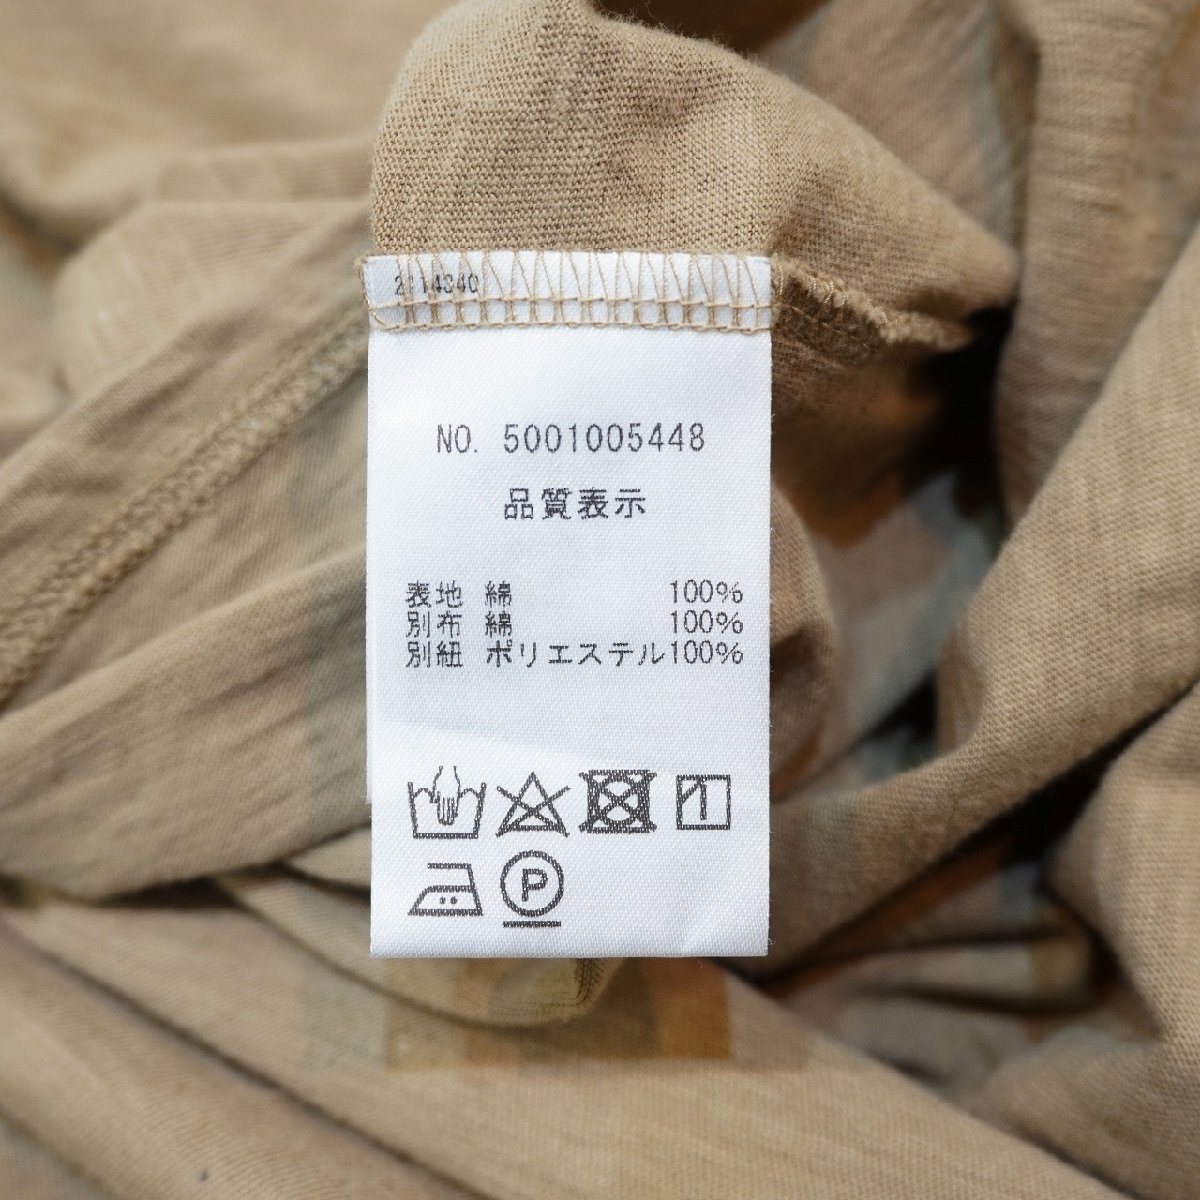 2114340
NO. 5001005448
品質表示
表地 綿 100%
別布 綿 100%
別紐 ポリエステル100%
P